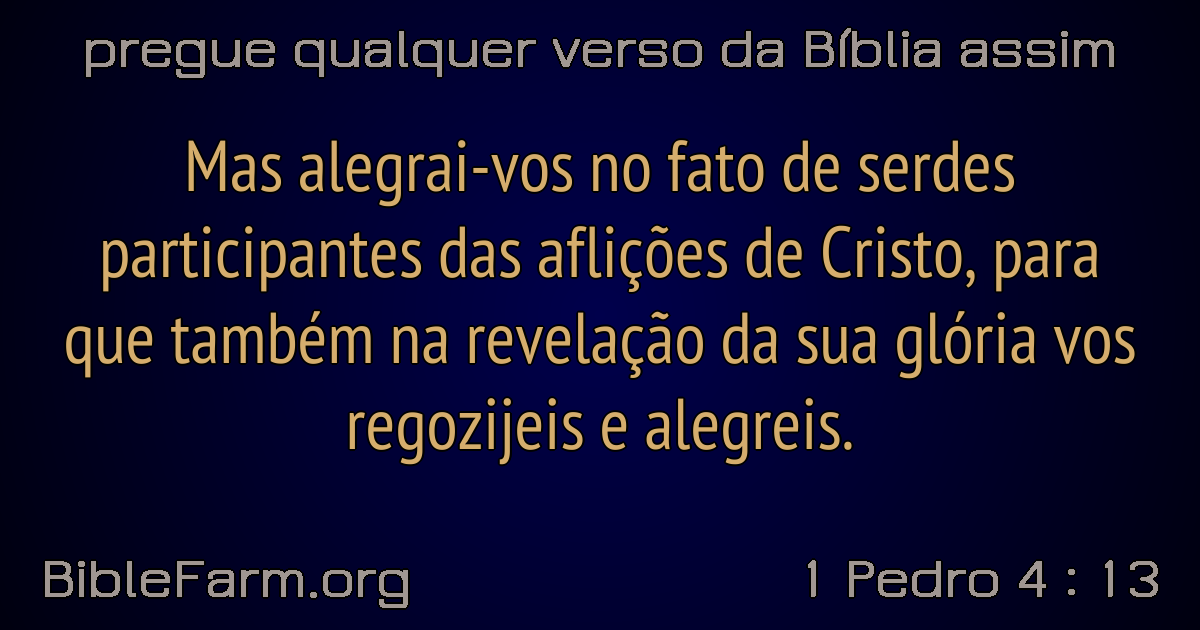 pregue qualquer verso da Bíblia assim
Mas alegrai-vos no fato de serdes
participantes das aflições de Cristo, para
que também na revelação da sua glória vos
regozijeis e alegreis.
BibleFarm.org
1 Pedro 4 : 13